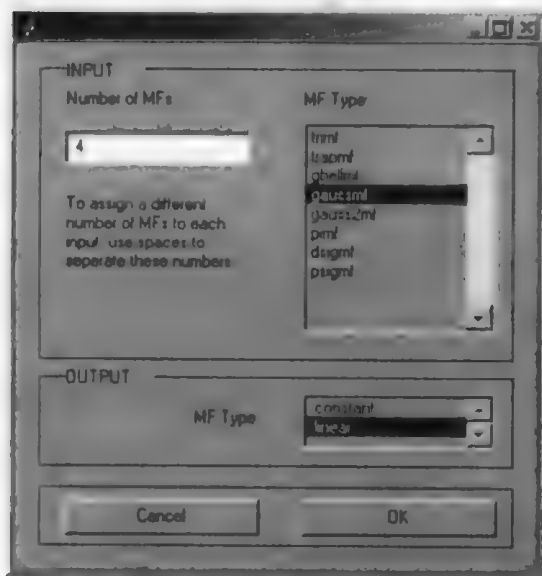 INPUT
Number of MFs
4
To assign a different
number of MFs to each
input, use spaces to
seperate these numbers
MF Type
trimf
trapmf
gbellmf
gaussmf
gauss2mf
pimf
dsigmf
psigmf
OUTPUT
MF Type
constant
linear
Cancel
OK